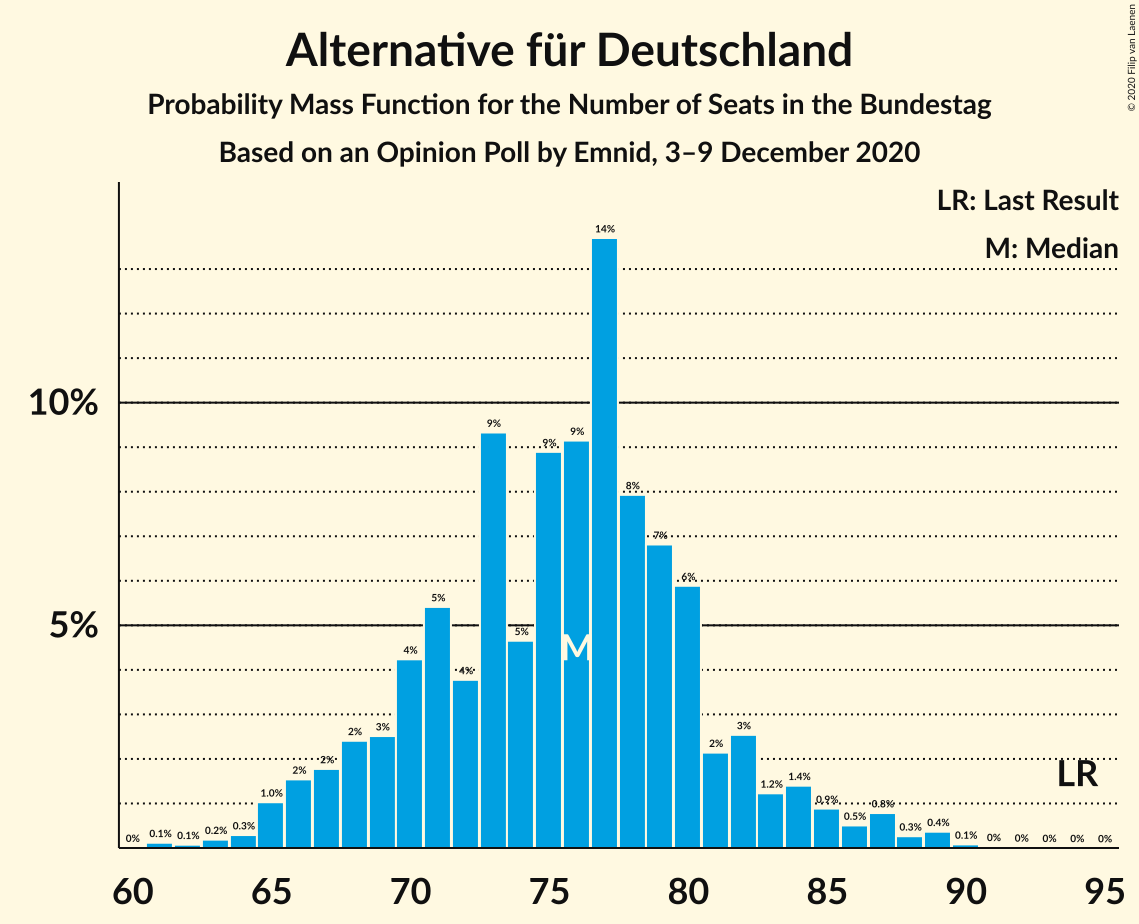 Alternative für Deutschland
Probability Mass Function for the Number of Seats in the Bundestag
Based on an Opinion Poll by Emnid, 3–9 December 2020
© 2020 Filip van Laenen
LR: Last Result
M: Median
10%
5%
0% 0.1% 0.1% 0.2% 0.3% 1.0% 2% 2% 2% 3% 4% 5% 4% 9% 5% 9% 9% 14% 8% 7% 6% 2% 3% 1.2% 1.4% 0.9% 0.5% 0.8% 0.3% 0.4% 0.1% 0% 0% 0% 0% 0%
M
LR
60 65 70 75 80 85 90 95